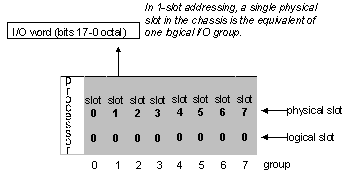 In 1-slot addressing, a single physical
slot in the chassis is the equivalent of
one logical I/O group.
I/O word (bits 17-0 octal)
Processor
slot slot slot slot slot slot slot slot
0 1 2 3 4 5 6 7
physical slot
0 0 0 0 0 0 0 0
logical slot
0 1 2 3 4 5 6 7 group